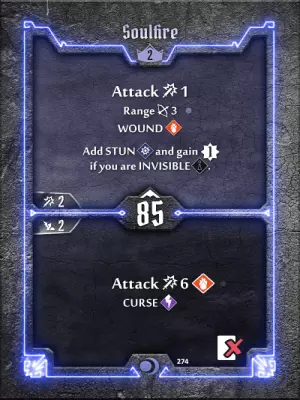 Soulfire
2
Attack 1
Range 3
WOUND
Add STUN and gain 1
if you are INVISIBLE.
2
85
2
Attack 6
CURSE
274